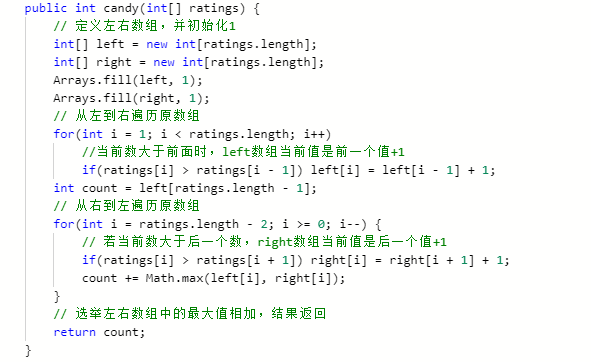 public int candy(int[] ratings) {
    // 定义左右数组，并初始化1
    int[] left = new int[ratings.length];
    int[] right = new int[ratings.length];
    Arrays.fill(left, 1);
    Arrays.fill(right, 1);
    // 从左到右遍历原数组
    for(int i = 1; i < ratings.length; i++)
        //当前数大于前面时，left数组当前值是前一个值+1
        if(ratings[i] > ratings[i - 1]) left[i] = left[i - 1] + 1;
    int count = left[ratings.length - 1];
    // 从右到左遍历原数组
    for(int i = ratings.length - 2; i >= 0; i--) {
        // 若当前数大于后一个数，right数组当前值是后一个值+1
        if(ratings[i] > ratings[i + 1]) right[i] = right[i + 1] + 1;
        count += Math.max(left[i], right[i]);
    }
    // 选举左右数组中的最大值相加，结果返回
    return count;
}